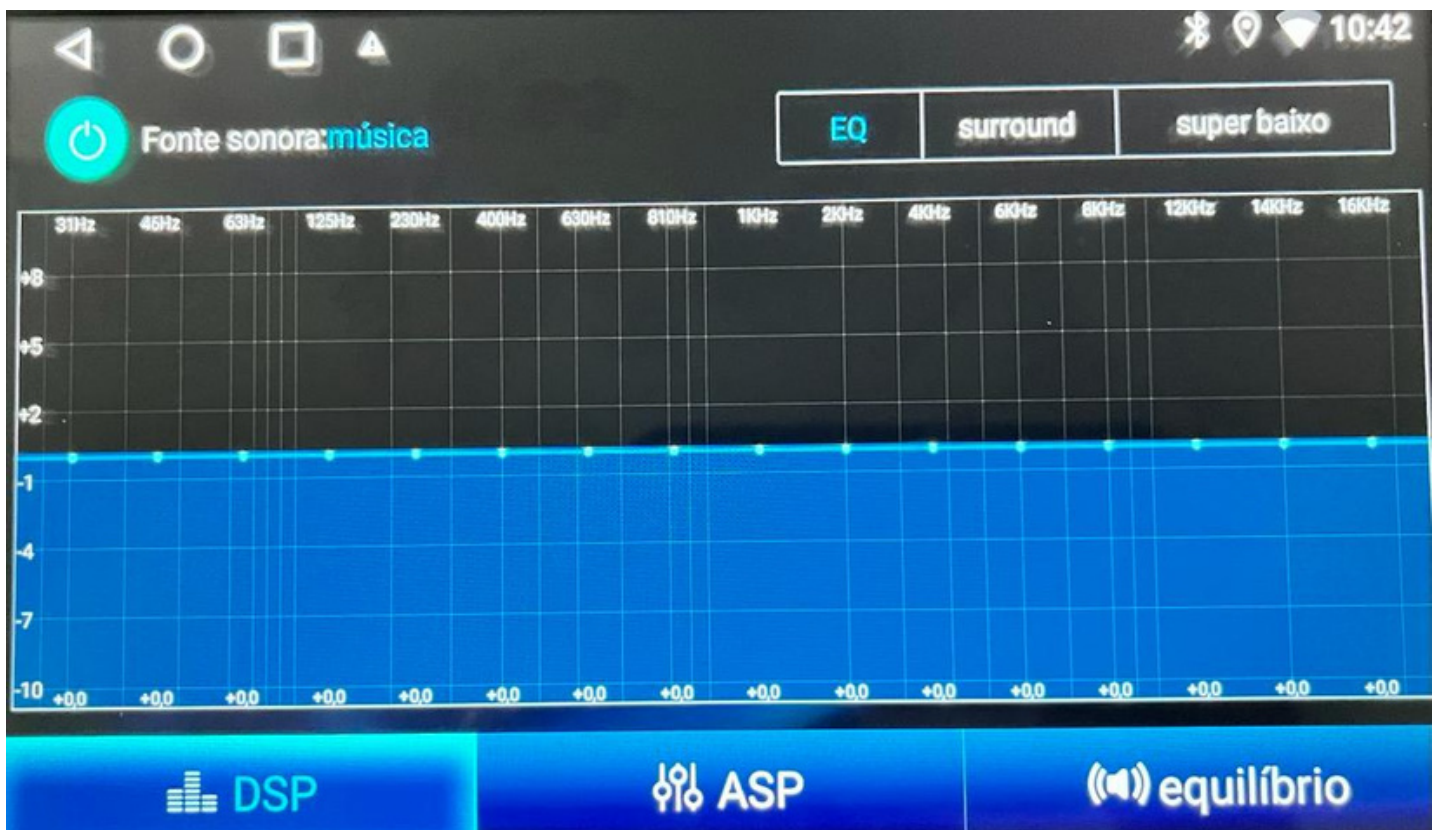 10:42
Fonte sonora:música
EQ surround super baixo
31Hz 46Hz 63Hz 125Hz 230Hz 400Hz 630Hz 810Hz 1KHz 2KHz 4KHz 6KHz 8KHz 12KHz 14KHz 16KHz
+8
+5
+2
-1
-4
-7
-10
+0,0 +0,0 +0,0 +0,0 +0,0 +0,0 +0,0 +0,0 +0,0 +0,0 +0,0 +0,0 +0,0 +0,0 +0,0 +0,0
DSP ASP equilíbrio